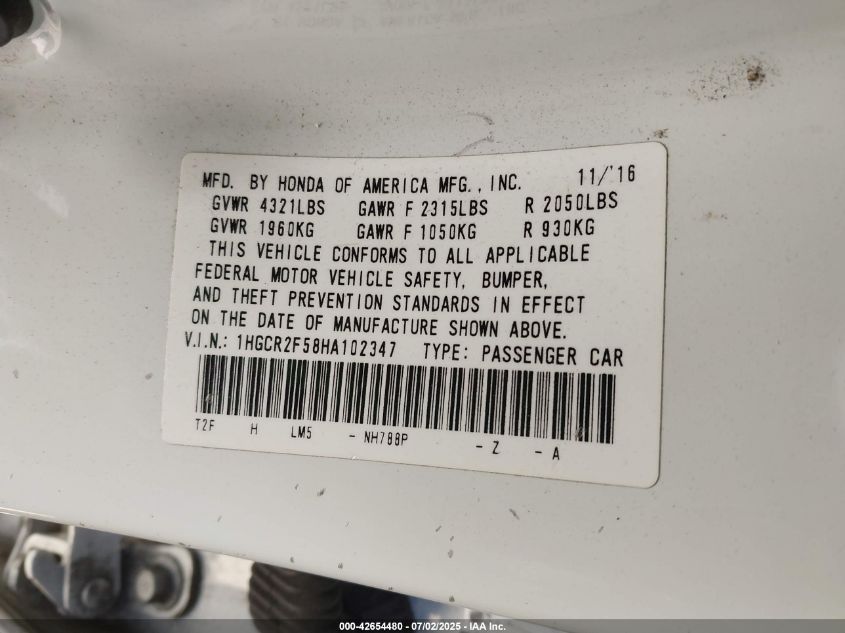 MFD. BY HONDA OF AMERICA MFG., INC. 11/'16
GVWR 4321LBS GAWR F 2315LBS R 2050LBS
GVWR 1960KG GAWR F 1050KG R 930KG
THIS VEHICLE CONFORMS TO ALL APPLICABLE
FEDERAL MOTOR VEHICLE SAFETY, BUMPER,
AND THEFT PREVENTION STANDARDS IN EFFECT
ON THE DATE OF MANUFACTURE SHOWN ABOVE.
V.I.N.: 1HGCR2F58HA102347 TYPE: PASSENGER CAR
T2F H LM5 - NH788P - Z - A
000-42654480 - 07/02/2025 - IAA Inc.